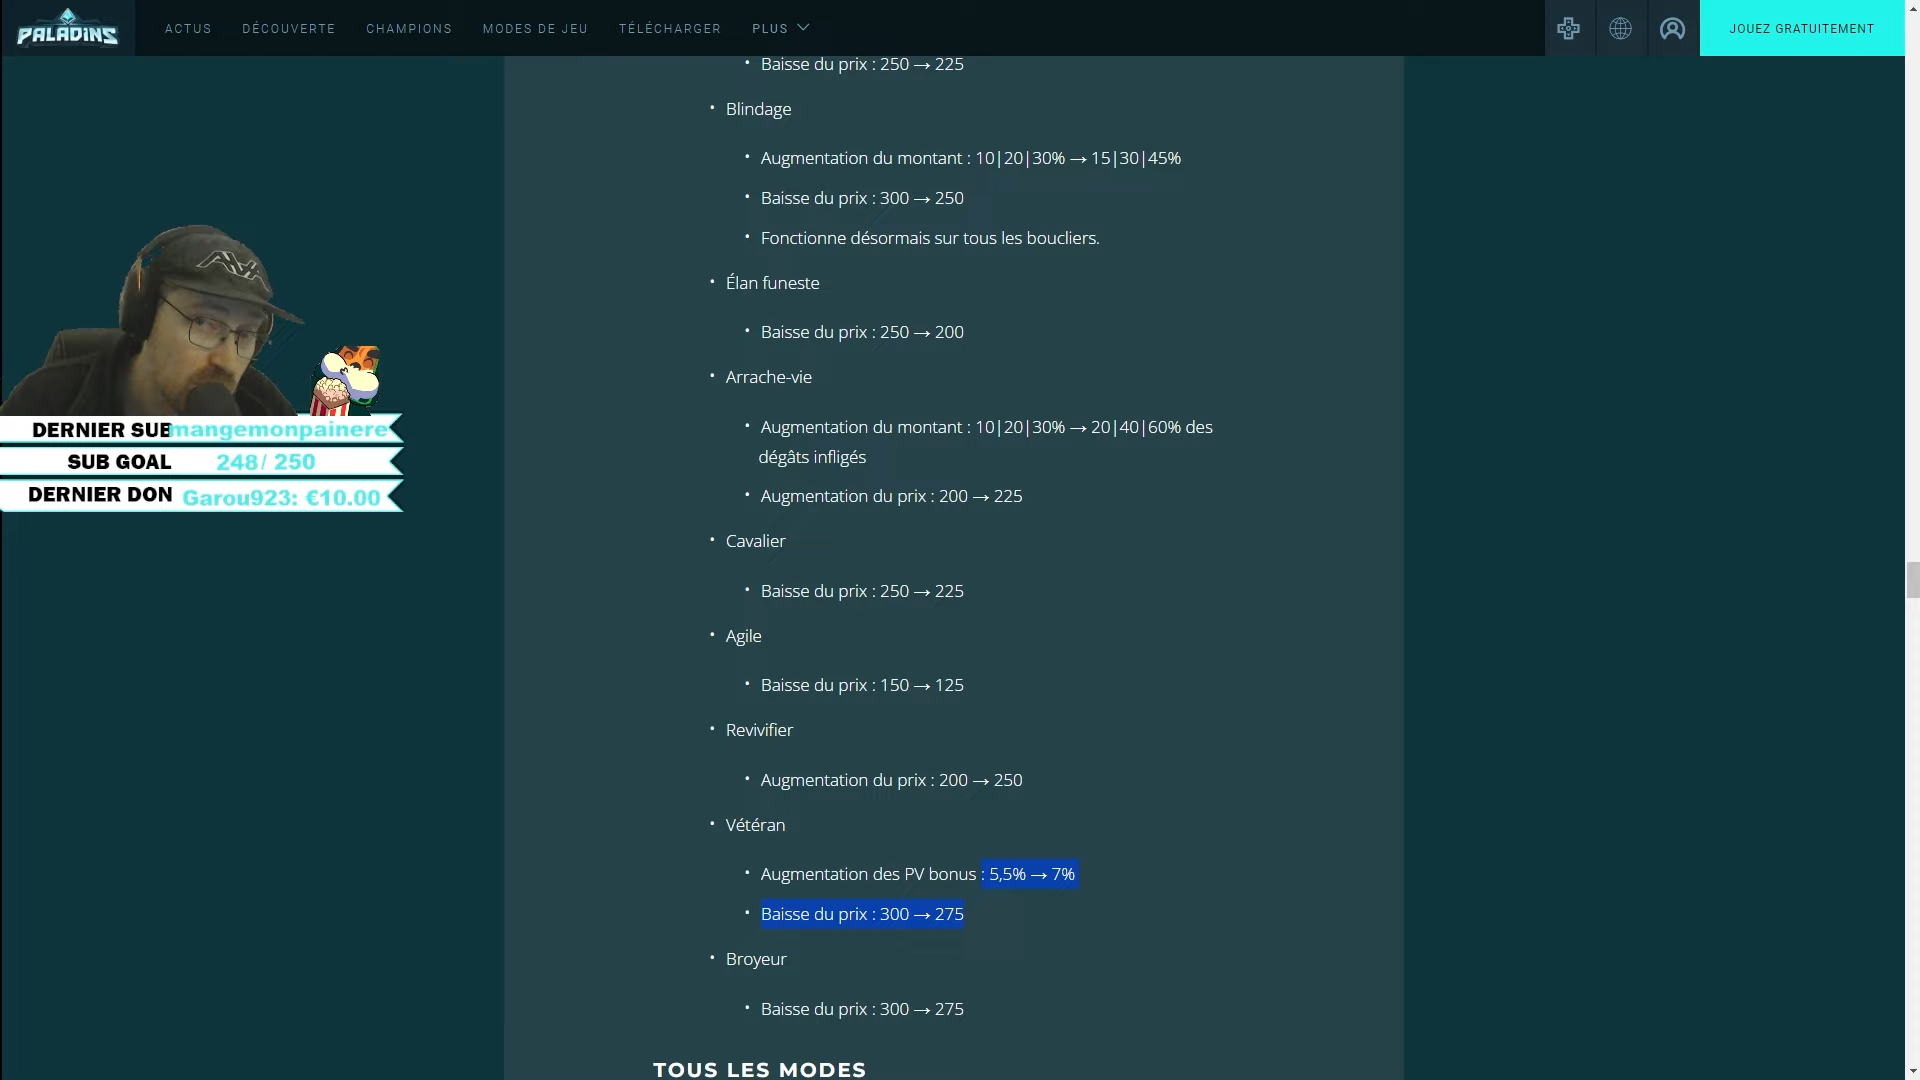 PALADINS
ACTUS
DÉCOUVERTE
CHAMPIONS
MODES DE JEU
TÉLÉCHARGER
PLUS
JOUEZ GRATUITEMENT
• Baisse du prix : 250 → 225
• Blindage
• Augmentation du montant : 10|20|30% → 15|30|45%
• Baisse du prix : 300 → 250
• Fonctionne désormais sur tous les boucliers.
• Élan funeste
• Baisse du prix : 250 → 200
• Arrache-vie
• Augmentation du montant : 10|20|30% → 20|40|60% des
dégâts infligés
• Augmentation du prix : 200 → 225
• Cavalier
• Baisse du prix : 250 → 225
• Agile
• Baisse du prix : 150 → 125
• Revivifier
• Augmentation du prix : 200 → 250
• Vétéran
• Augmentation des PV bonus : 5,5% → 7%
• Baisse du prix : 300 → 275
• Broyeur
• Baisse du prix : 300 → 275
TOUS LES MODES
DERNIER SUB mangemonpainere
SUB GOAL 248/ 250
DERNIER DON Garou923: €10.00